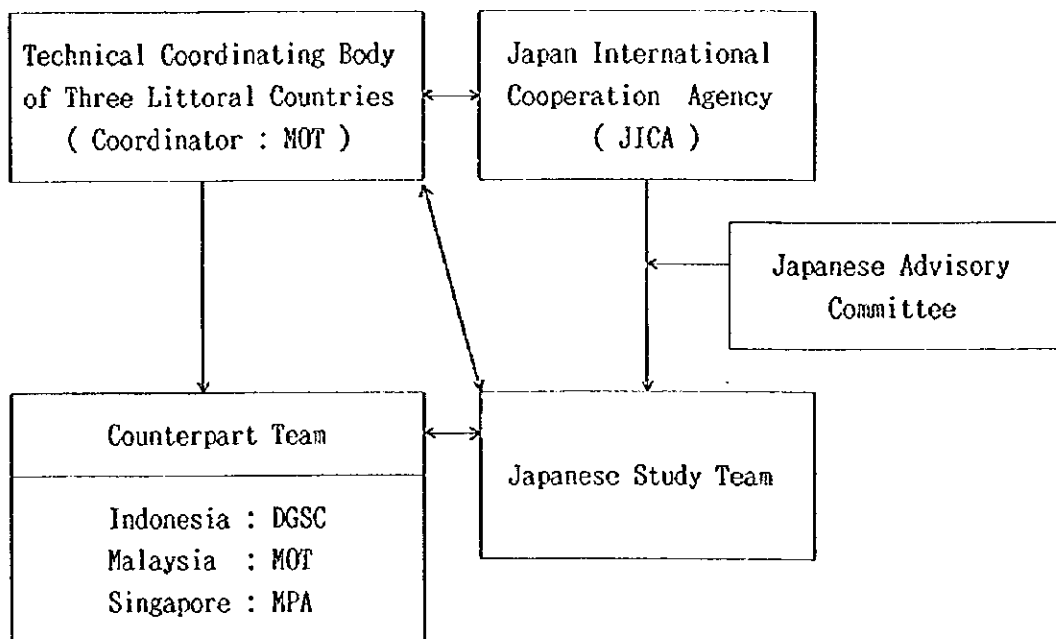 Technical Coordinating Body
of Three Littoral Countries
( Coordinator : MOT )
Japan International
Cooperation Agency
( JICA )
Japanese Advisory
Committee
Counterpart Team
Indonesia : DGSC
Malaysia : MOT
Singapore : MPA
Japanese Study Team